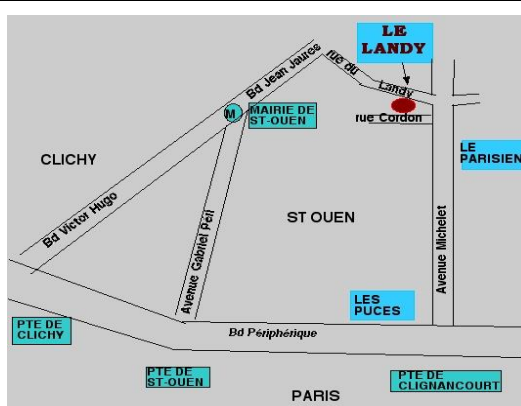 LE
LANDY
Bd Jean Jaures
rue du
Landy
M
MAIRIE DE
ST-OUEN
rue Cordon
CLICHY
LE
PARISIEN
Bd Victor Hugo
Avenue Gabriel Péri
ST OUEN
Avenue Michelet
LES
PUCES
PTE DE
CLICHY
Bd Périphérique
PTE DE
ST-OUEN
PTE DE
CLIGNANCOURT
PARIS